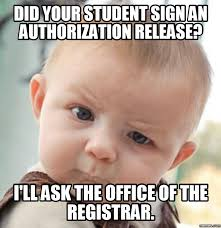 DID YOUR STUDENT SIGN AN
AUTHORIZATION RELEASE?
I'LL ASK THE OFFICE OF THE
REGISTRAR.